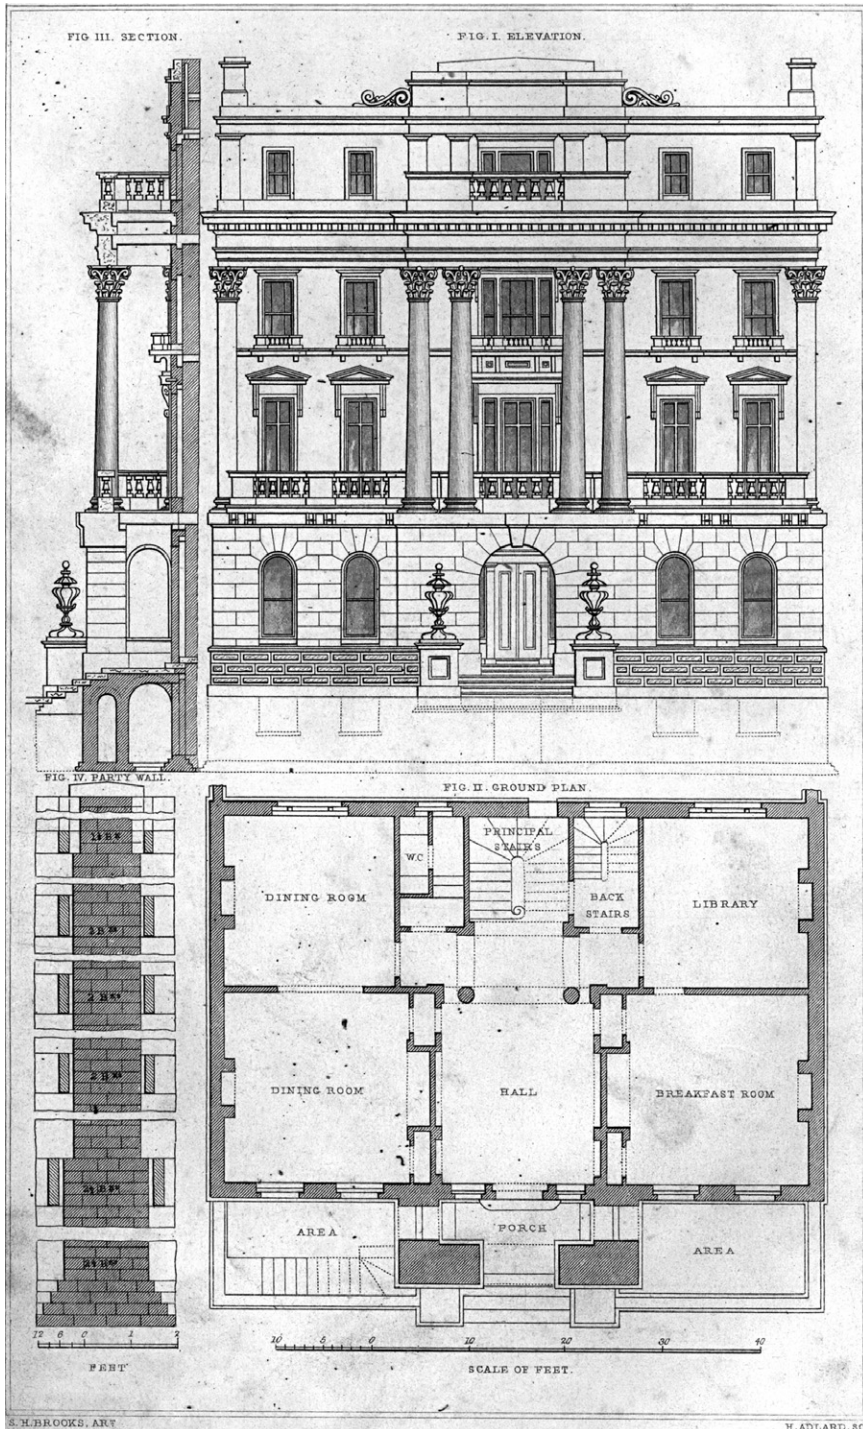 FIG III. SECTION.
FIG. I. ELEVATION.
FIG. IV. PARTY WALL.
FIG. II. GROUND PLAN.
PRINCIPAL
STAIRS
W.C
DINING ROOM
BACK
STAIRS
LIBRARY
DINING ROOM
HALL
BREAKFAST ROOM
AREA
PORCH
AREA
12 6 0 1 2
FEET
10 5 0 10 20 30 40
SCALE OF FEET.
S. H. BROOKS, ART
H. ADLARD, SC